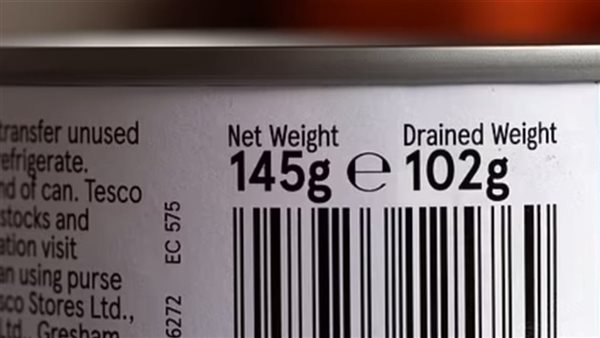 transfer unused
efrigerate.
nd of can. Tesco
stocks and
ation visit
an using purse
sco Stores Ltd.,
Ltd., Gresham
EC 575
6272
Net Weight
145g ℮
Drained Weight
102g